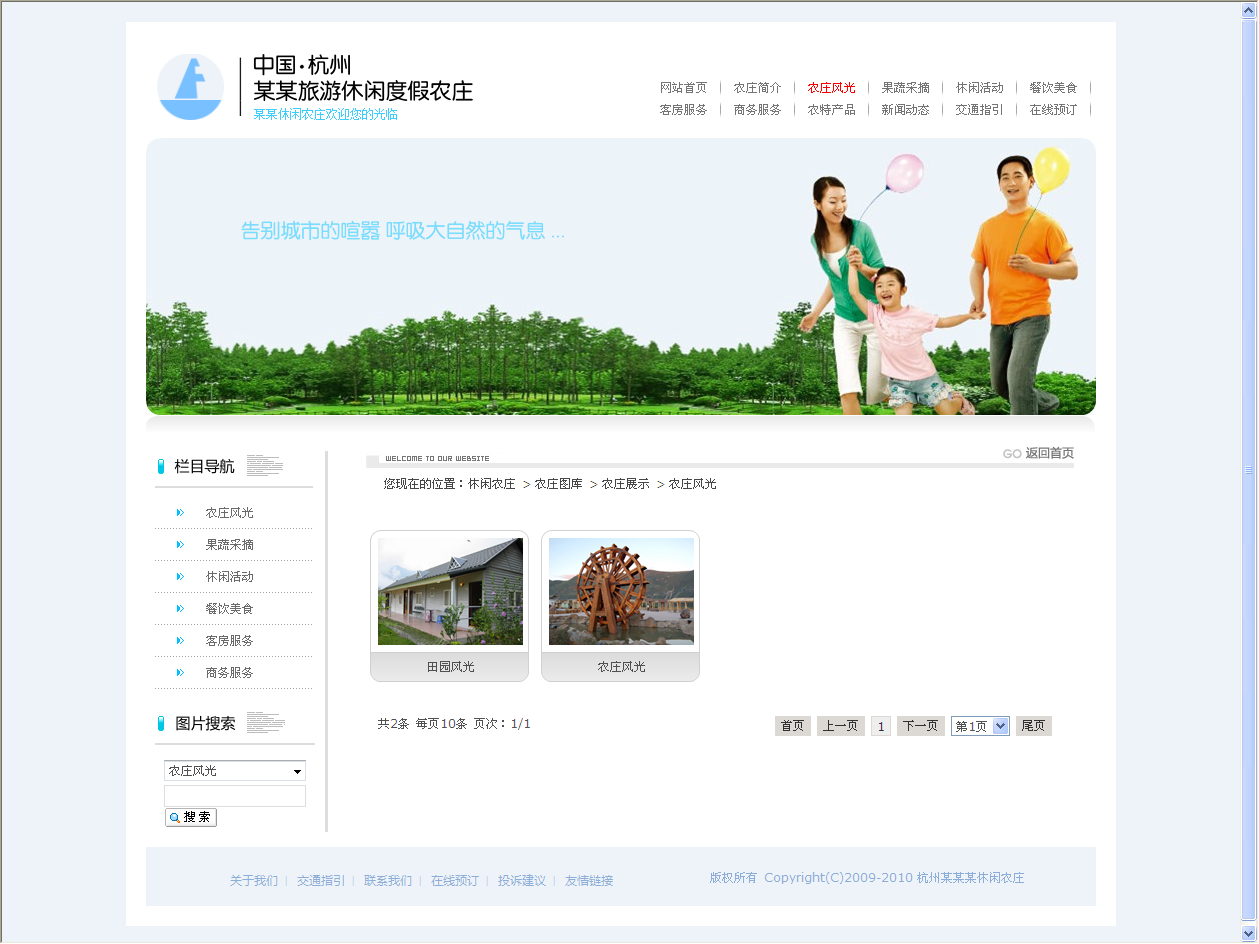 中国·杭州
某某旅游休闲度假农庄
某某休闲农庄欢迎您的光临
网站首页 农庄简介 农庄风光 果蔬采摘 休闲活动 餐饮美食
客房服务 商务服务 农特产品 新闻动态 交通指引 在线预订
告别城市的喧嚣 呼吸大自然的气息 ...
栏目导航
农庄风光
果蔬采摘
休闲活动
餐饮美食
客房服务
商务服务
图片搜索
农庄风光
搜 索
WELCOME TO OUR WEBSITE
GO 返回首页
您现在的位置：休闲农庄 > 农庄图库 > 农庄展示 > 农庄风光
田园风光
农庄风光
共2条 每页10条 页次：1/1
首页 上一页 1 下一页 第1页 尾页
关于我们 | 交通指引 | 联系我们 | 在线预订 | 投诉建议 | 友情链接
版权所有 Copyright(C)2009-2010 杭州某某某休闲农庄